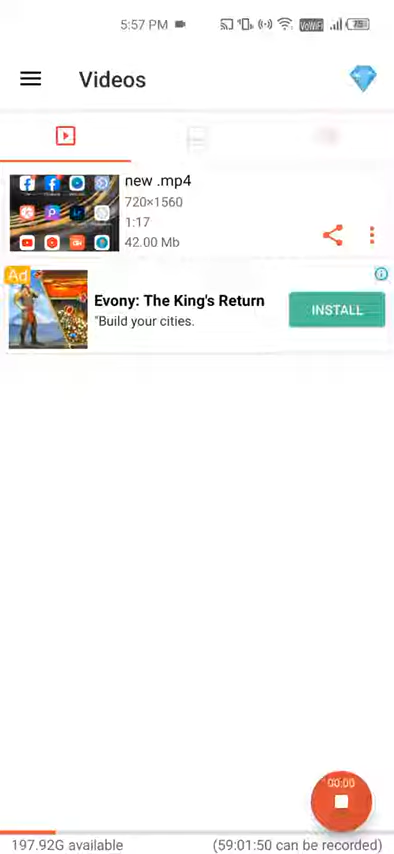 5:57 PM
VoWiFi
Videos
new .mp4
720×1560
1:17
42.00 Mb
Ad
Evony: The King's Return
"Build your cities.
INSTALL
00:00
197.92G available
(59:01:50 can be recorded)